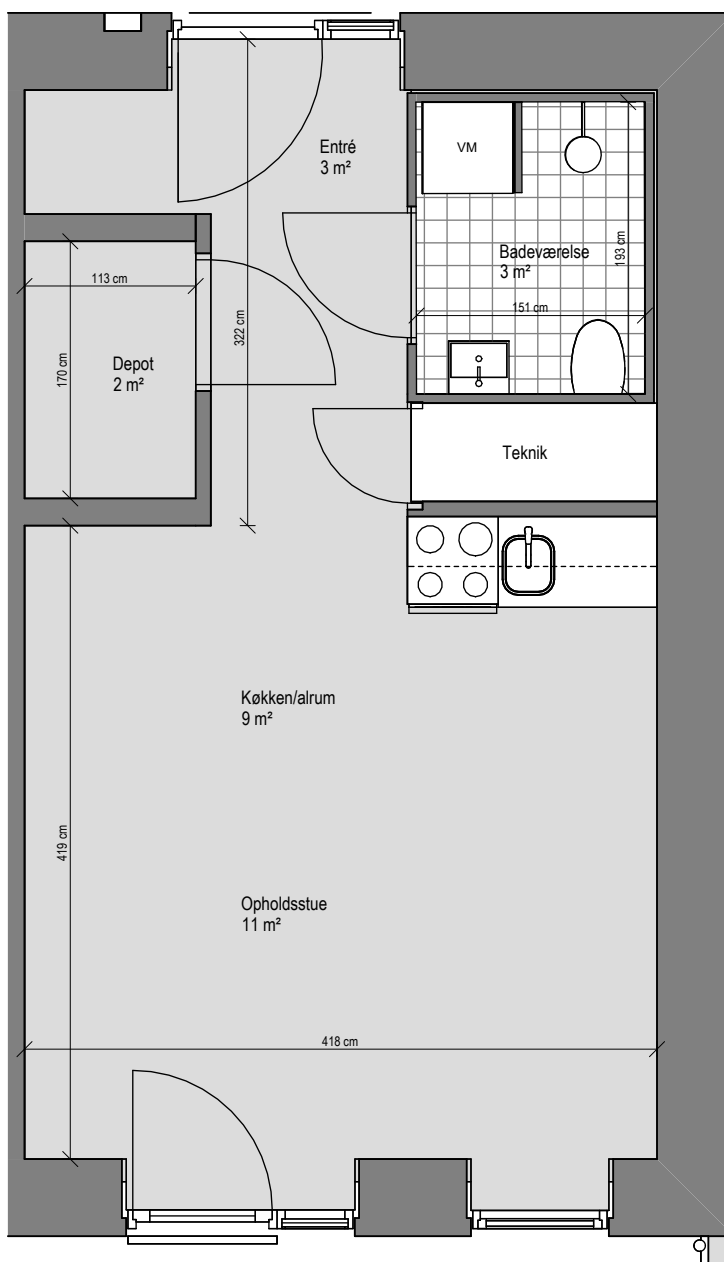 Entré
3 m²
VM
Badeværelse
3 m²
193 cm
151 cm
113 cm
322 cm
170 cm
Depot
2 m²
Teknik
Køkken/alrum
9 m²
419 cm
Opholdsstue
11 m²
418 cm